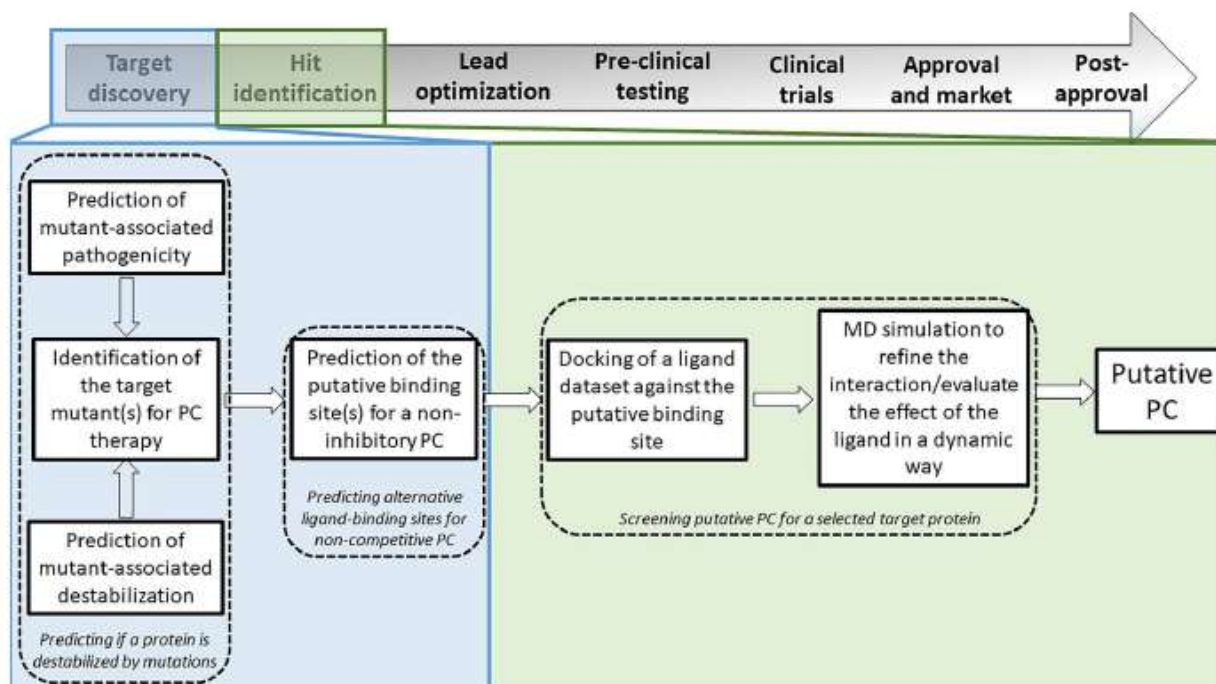 Target
discovery
Hit
identification
Lead
optimization
Pre-clinical
testing
Clinical
trials
Approval
and market
Post-
approval
Prediction of
mutant-associated
pathogenicity
Identification of
the target
mutant(s) for PC
therapy
Prediction of
mutant-associated
destabilization
Predicting if a protein is
destabilized by mutations
Prediction of the
putative binding
site(s) for a non-
inhibitory PC
Predicting alternative
ligand-binding sites for
non-competitive PC
Docking of a ligand
dataset against the
putative binding
site
MD simulation to
refine the
interaction/evaluate
the effect of the
ligand in a dynamic
way
Screening putative PC for a selected target protein
Putative
PC